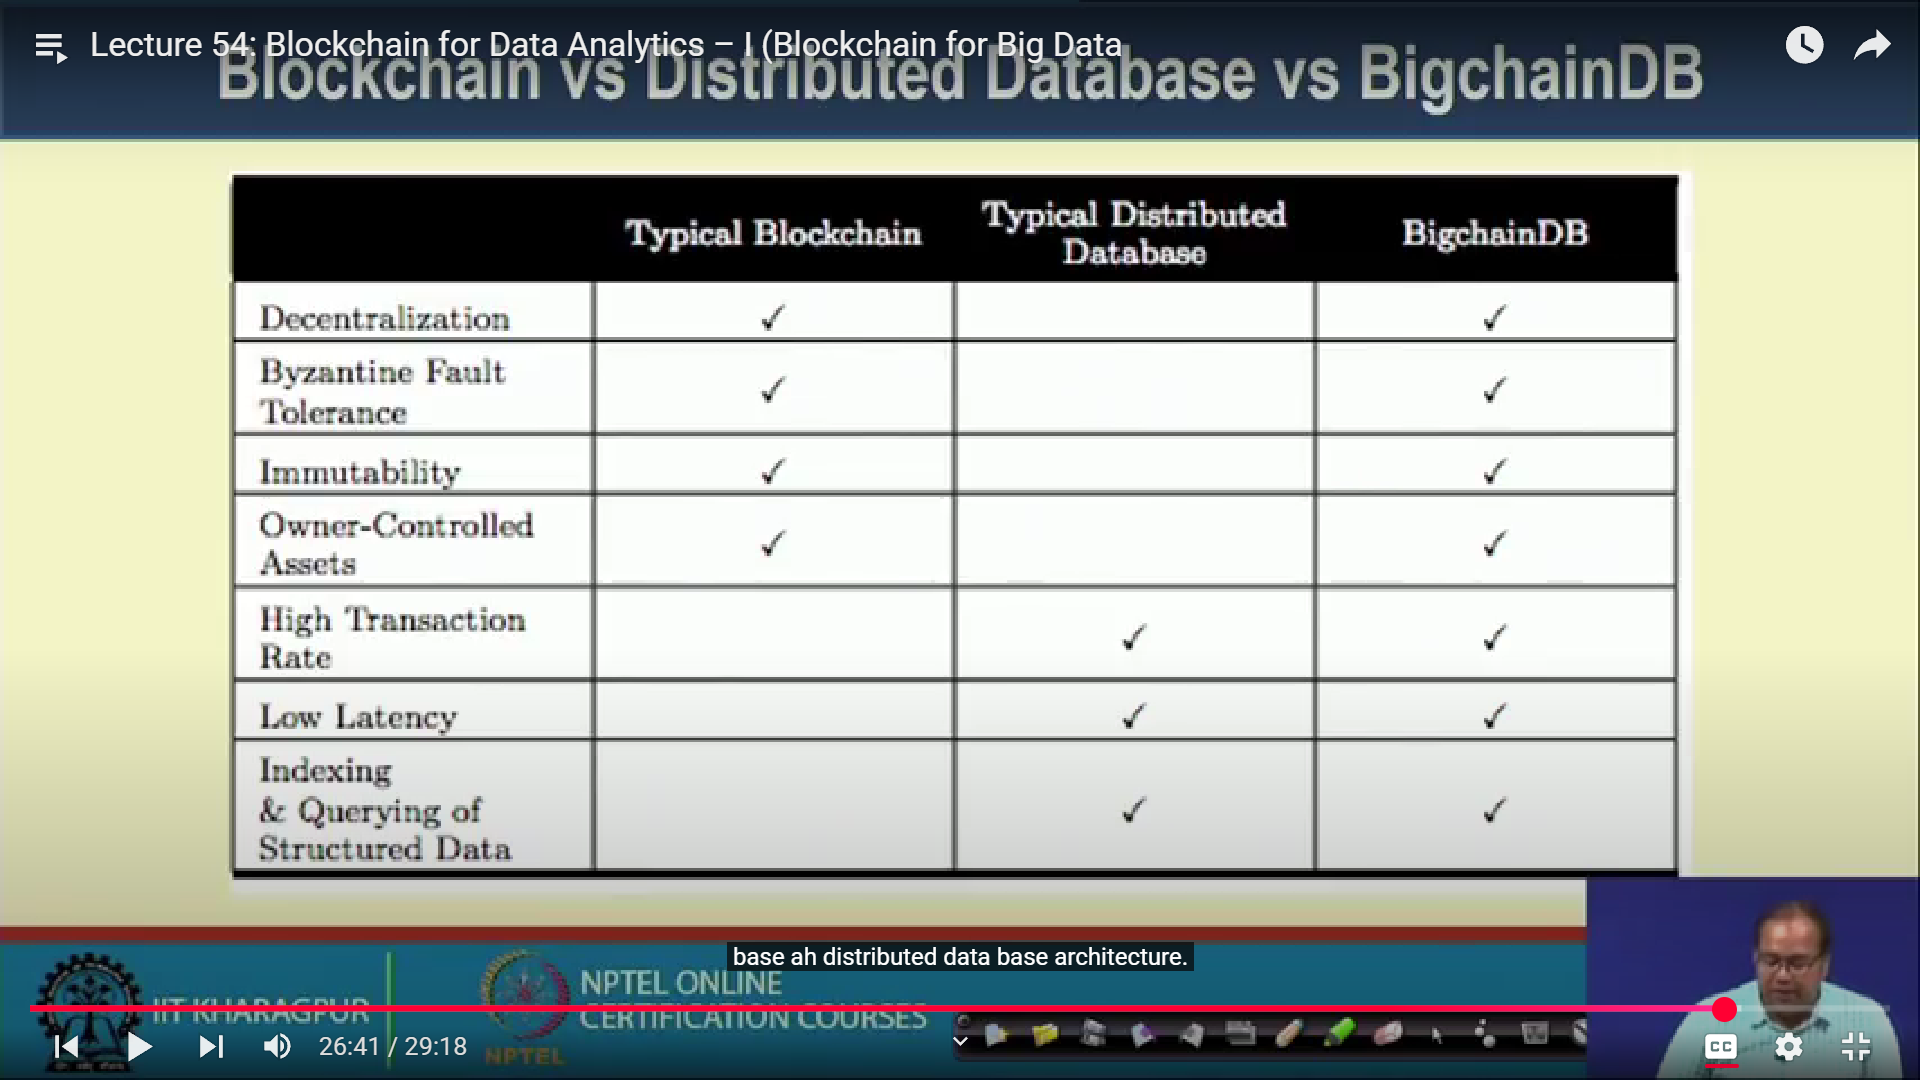 Lecture 54: Blockchain for Data Analytics – I (Blockchain for Big Data
Blockchain vs Distributed Database vs BigchainDB
Typical Blockchain
Typical Distributed
Database
BigchainDB
Decentralization ✓ ✓
Byzantine Fault
Tolerance ✓ ✓
Immutability ✓ ✓
Owner-Controlled
Assets ✓ ✓
High Transaction
Rate ✓ ✓
Low Latency ✓ ✓
Indexing
& Querying of
Structured Data ✓ ✓
base ah distributed data base architecture.
IIT KHARAGPUR
NPTEL ONLINE
CERTIFICATION COURSES
NPTEL
26:41 / 29:18
CC